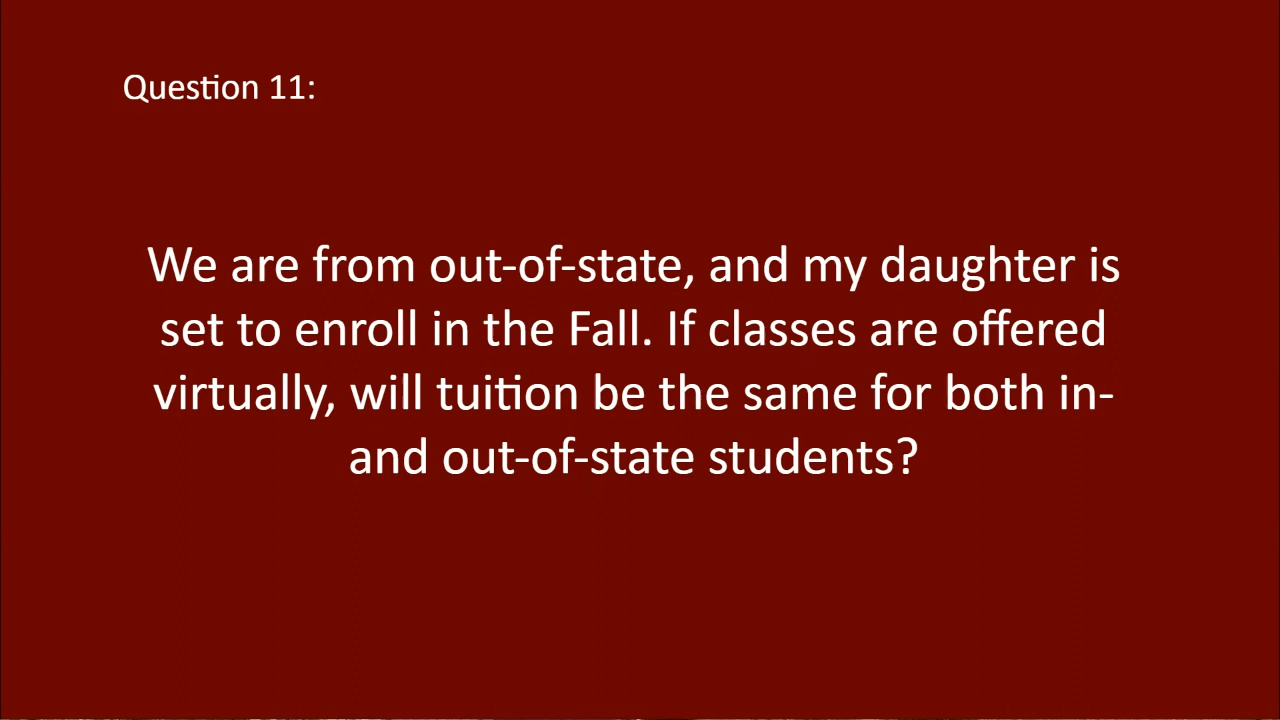 Question 11:
We are from out-of-state, and my daughter is
set to enroll in the Fall. If classes are offered
virtually, will tuition be the same for both in-
and out-of-state students?